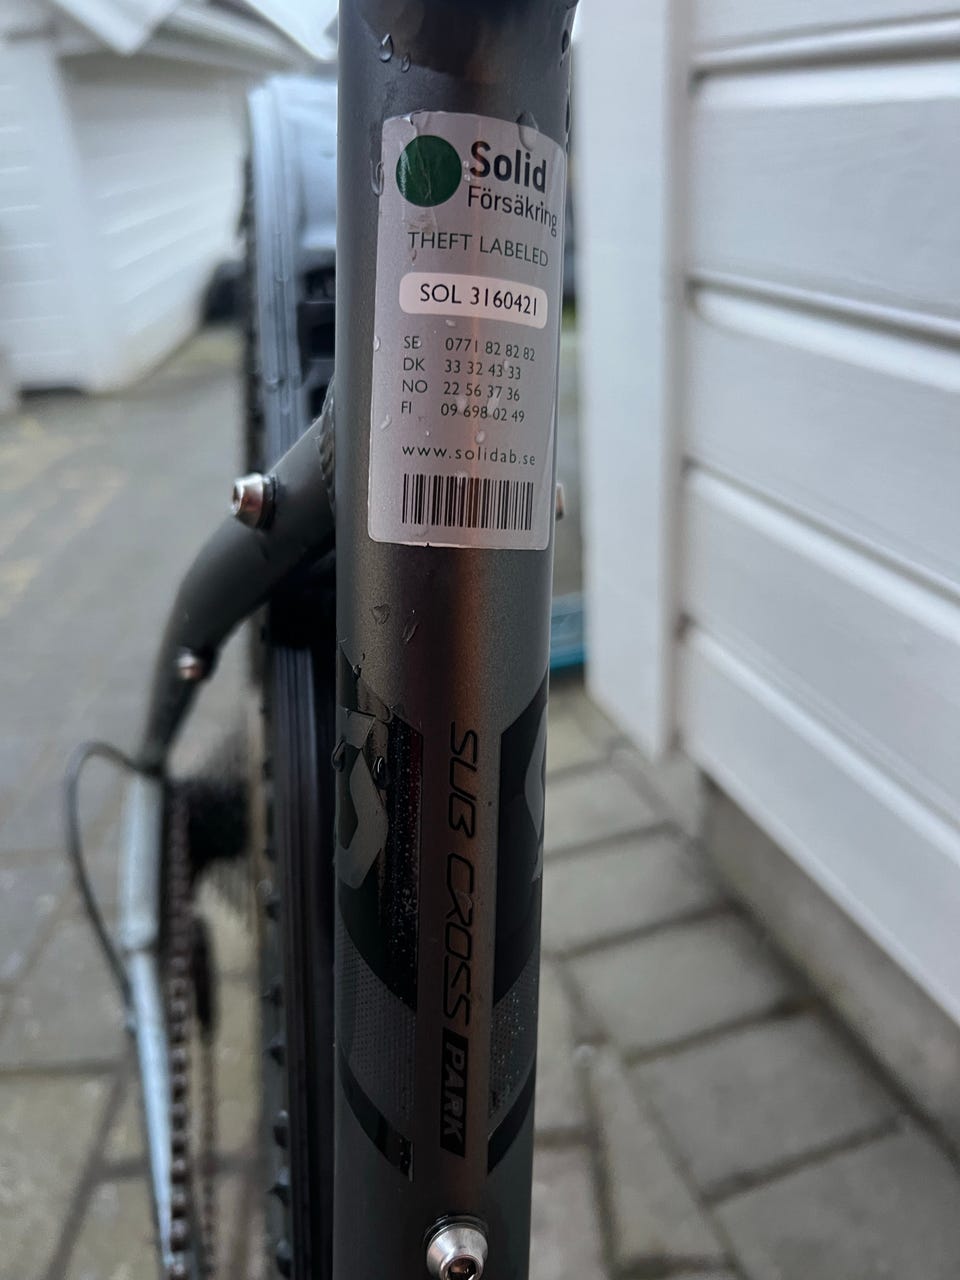 Solid
Försäkring
THEFT LABELED
SOL 3160421
SE 0771 82 82 82
DK 33 32 43 33
NO 22 56 37 36
FI 09 698 02 49
www.solidab.se
SUB CROSS PARK